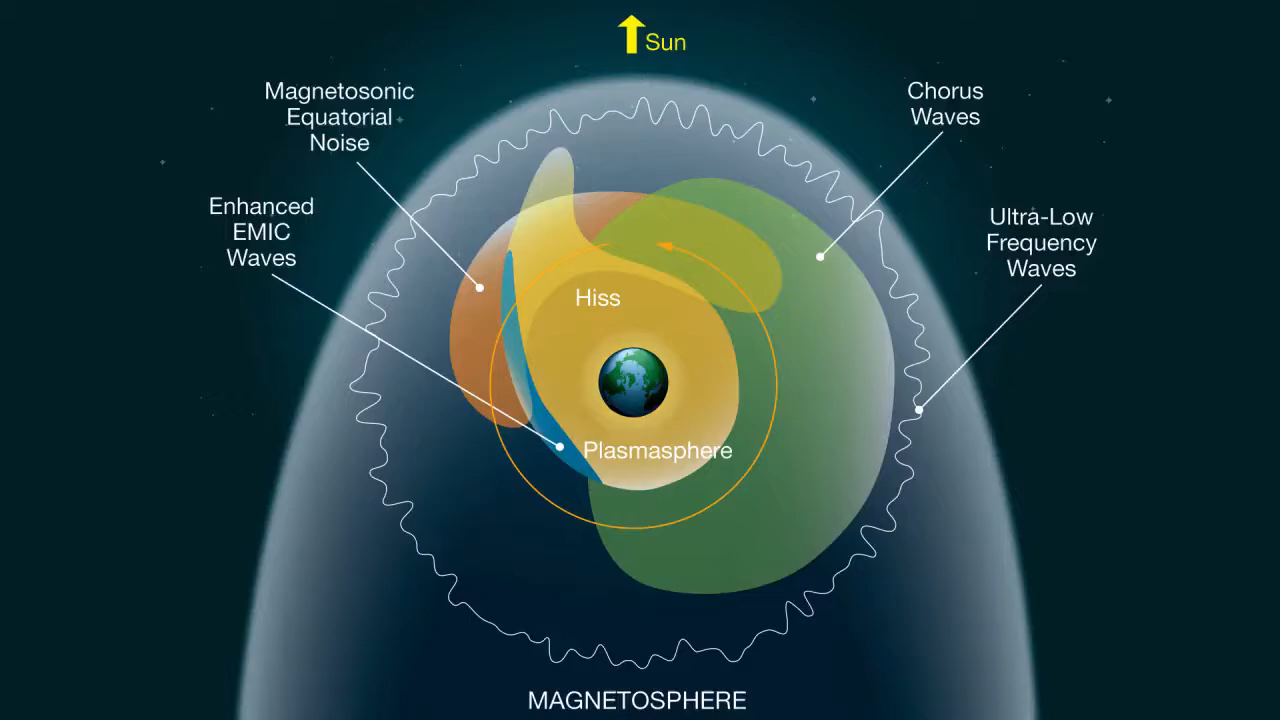 Sun
Magnetosonic
Equatorial
Noise
Chorus
Waves
Enhanced
EMIC
Waves
Ultra-Low
Frequency
Waves
Hiss
Plasmasphere
MAGNETOSPHERE